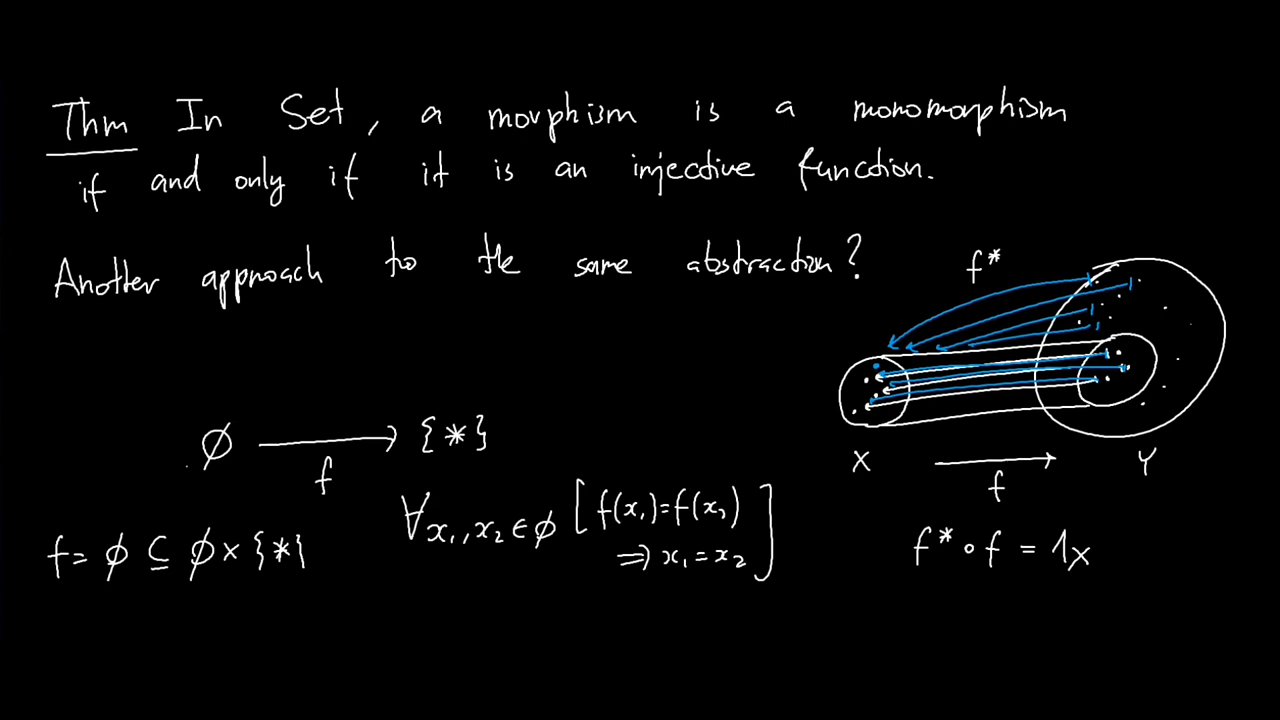 Thm In Set, a morphism is a monomorphism
if and only if it is an injective function.
Another approach to the same abstraction?
f*
∅ ⟶ {*}
f
X ⟶ Y
f
∀x₁,x₂∈∅ [f(x₁)=f(x₂)
⇒ x₁=x₂]
f=∅ ⊆ ∅×{*}
f*∘f = 1x